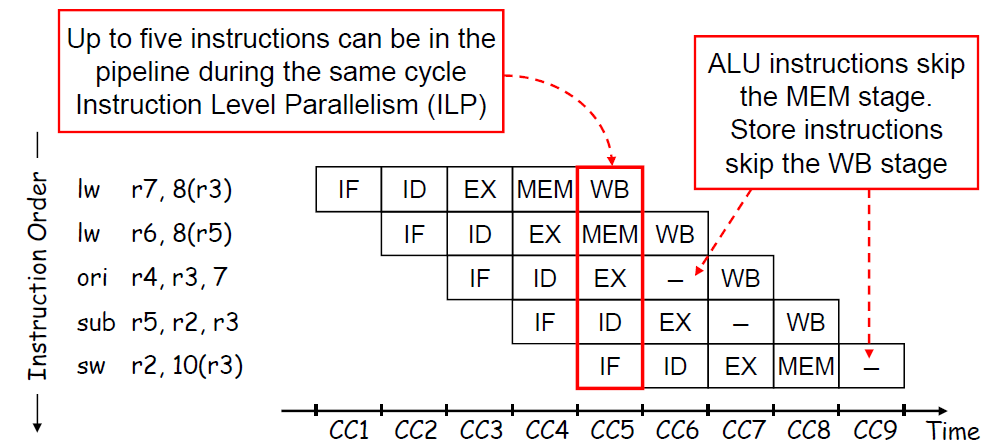 Up to five instructions can be in the
pipeline during the same cycle
Instruction Level Parallelism (ILP)
ALU instructions skip
the MEM stage.
Store instructions
skip the WB stage
Instruction Order
lw r7, 8(r3) IF ID EX MEM WB
lw r6, 8(r5) IF ID EX MEM WB
ori r4, r3, 7 IF ID EX – WB
sub r5, r2, r3 IF ID EX – WB
sw r2, 10(r3) IF ID EX MEM –
CC1 CC2 CC3 CC4 CC5 CC6 CC7 CC8 CC9 Time